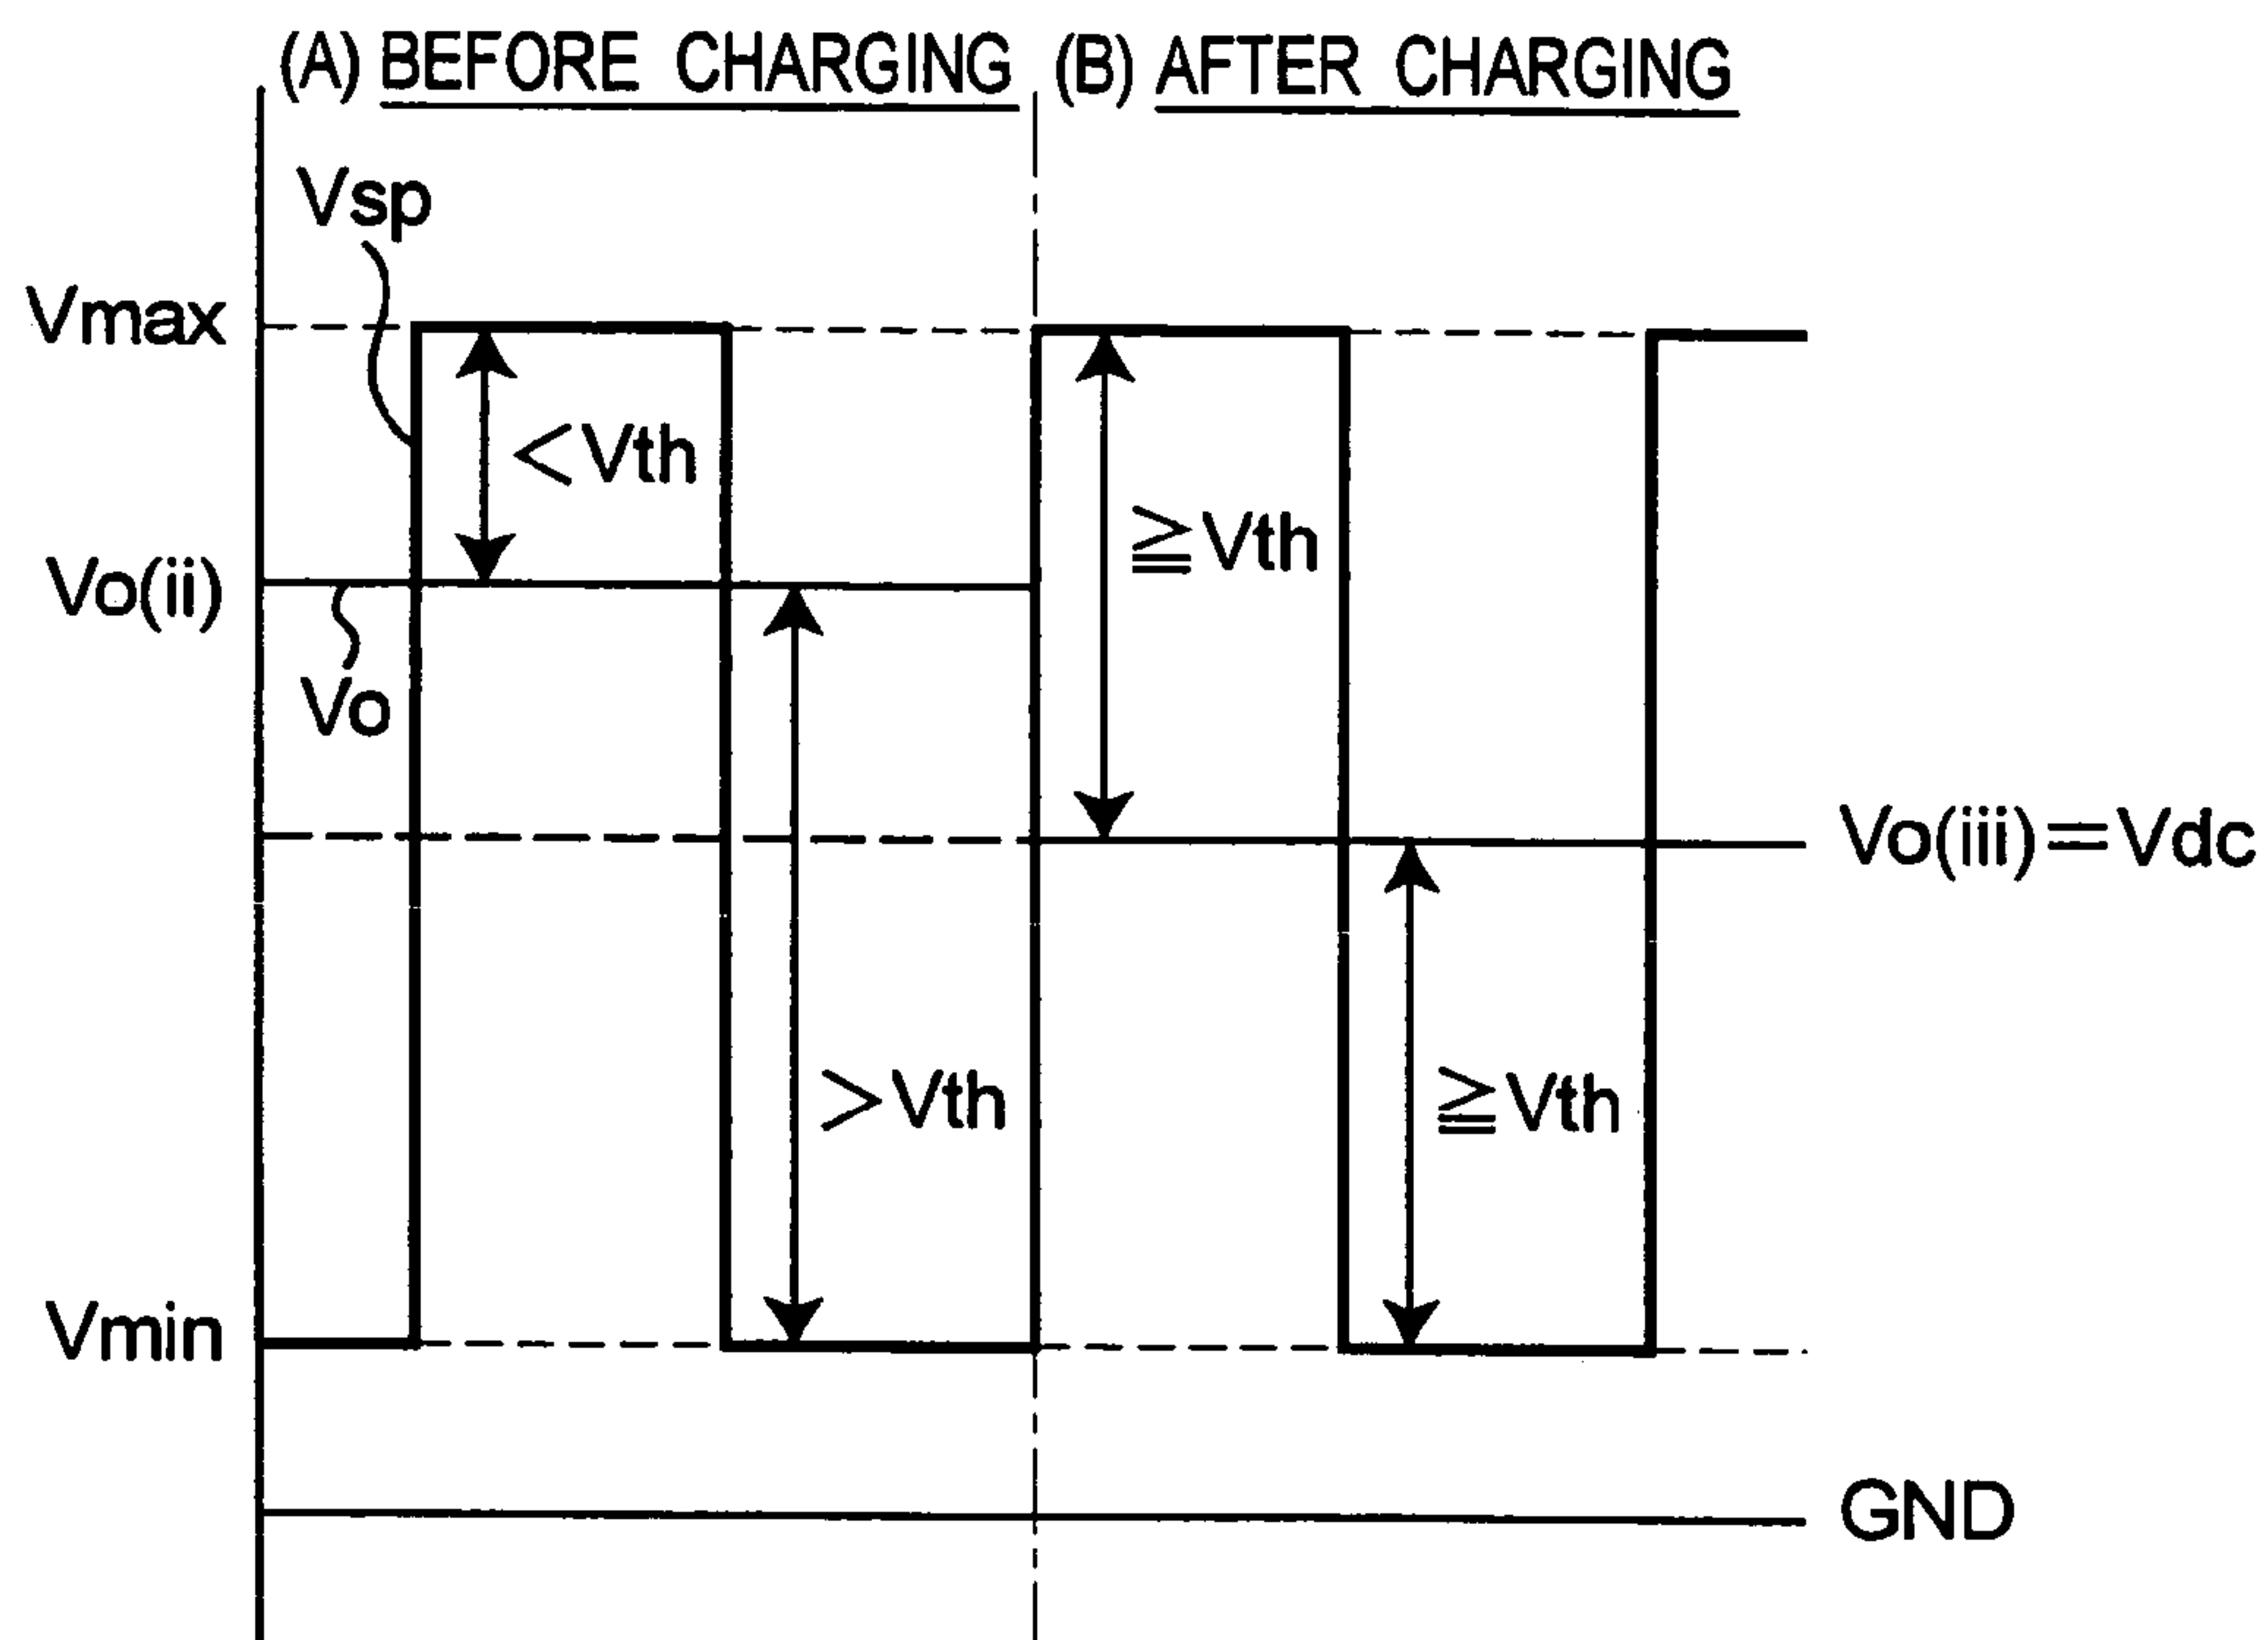 (A) BEFORE CHARGING
(B) AFTER CHARGING
Vsp
Vmax
<Vth
≧Vth
Vo(ii)
Vo
Vo(iii)=Vdc
>Vth
≧Vth
Vmin
GND